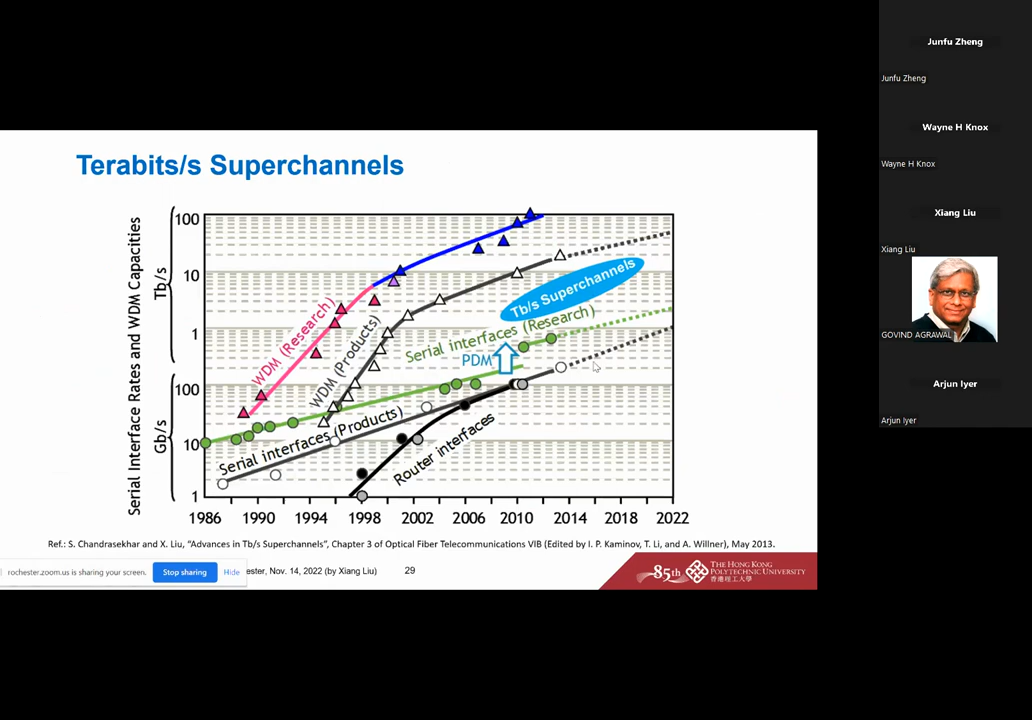 Terabits/s Superchannels
Serial Interface Rates and WDM Capacities
Tb/s
Gb/s
100
10
1
100
10
1
WDM (Research)
WDM (Products)
Tb/s Superchannels
Serial interfaces (Research)
PDM
Serial interfaces (Products)
Router interfaces
1986 1990 1994 1998 2002 2006 2010 2014 2018 2022
Ref.: S. Chandrasekhar and X. Liu, “Advances in Tb/s Superchannels”, Chapter 3 of Optical Fiber Telecommunications VIB (Edited by I. P. Kaminov, T. Li, and A. Willner), May 2013.
rochester.zoom.us is sharing your screen. Stop sharing Hide
ester, Nov. 14, 2022 (by Xiang Liu) 29
85th
THE HONG KONG
POLYTECHNIC UNIVERSITY
香港理工大學
Junfu Zheng
Junfu Zheng
Wayne H Knox
Wayne H Knox
Xiang Liu
Xiang Liu
GOVIND AGRAWAL
Arjun Iyer
Arjun Iyer